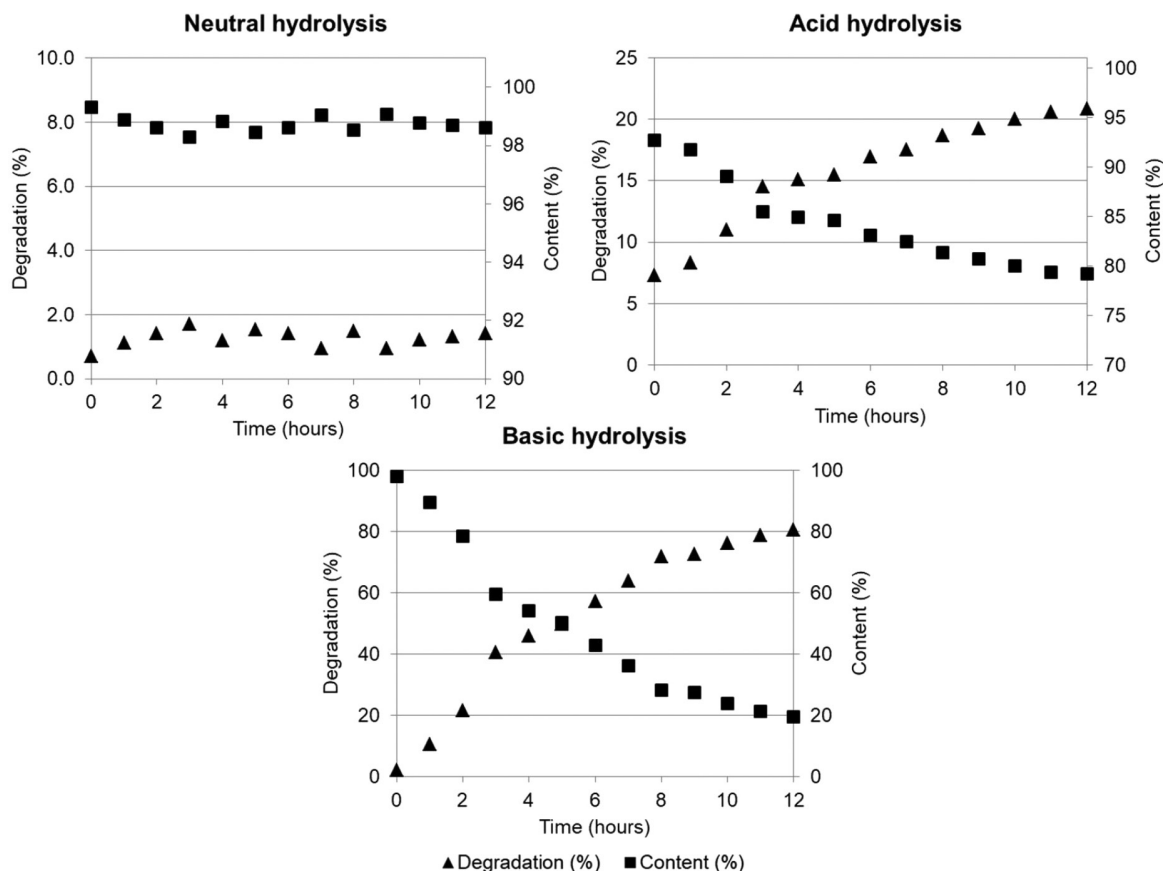 Neutral hydrolysis
10.0
8.0
6.0
4.0
2.0
0.0
Degradation (%)
100
98
96
94
92
90
Content (%)
0 2 4 6 8 10 12
Time (hours)
Acid hydrolysis
25
20
15
10
5
0
Degradation (%)
100
95
90
85
80
75
70
Content (%)
0 2 4 6 8 10 12
Time (hours)
Basic hydrolysis
100
80
60
40
20
0
Degradation (%)
100
80
60
40
20
0
Content (%)
0 2 4 6 8 10 12
Time (hours)
Degradation (%) Content (%)